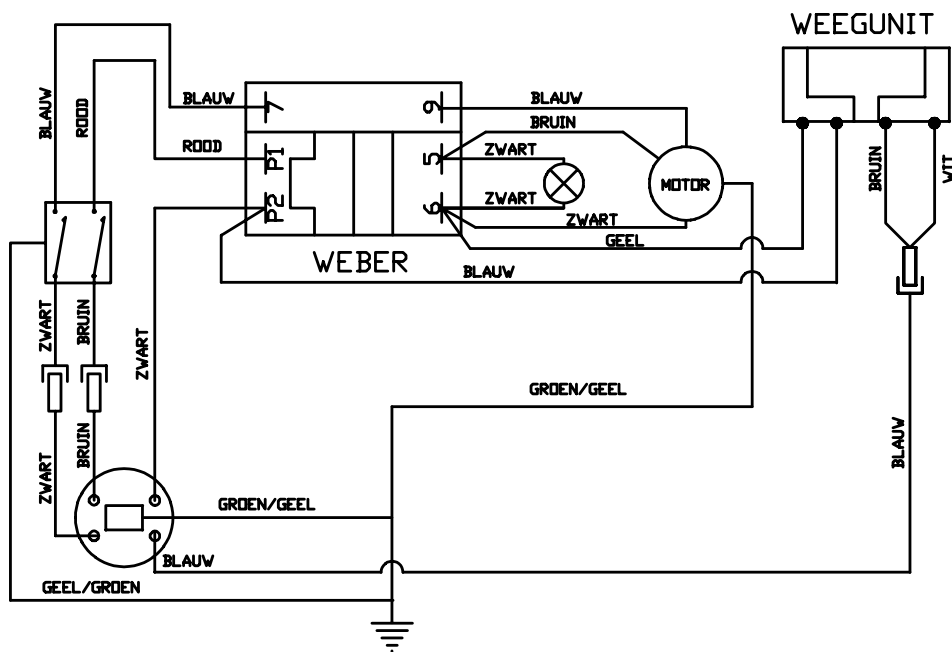 WEEGUNIT
BLAUW
ROOD
BLAUW
7
9
BLAUW
BRUIN
ROOD
P1
5
ZWART
MOTOR
BRUIN
WIT
P2
6
ZWART
ZWART
GEEL
WEBER
BLAUW
ZWART
BRUIN
ZWART
GROEN/GEEL
BLAUW
ZWART
BRUIN
GROEN/GEEL
BLAUW
GEEL/GROEN